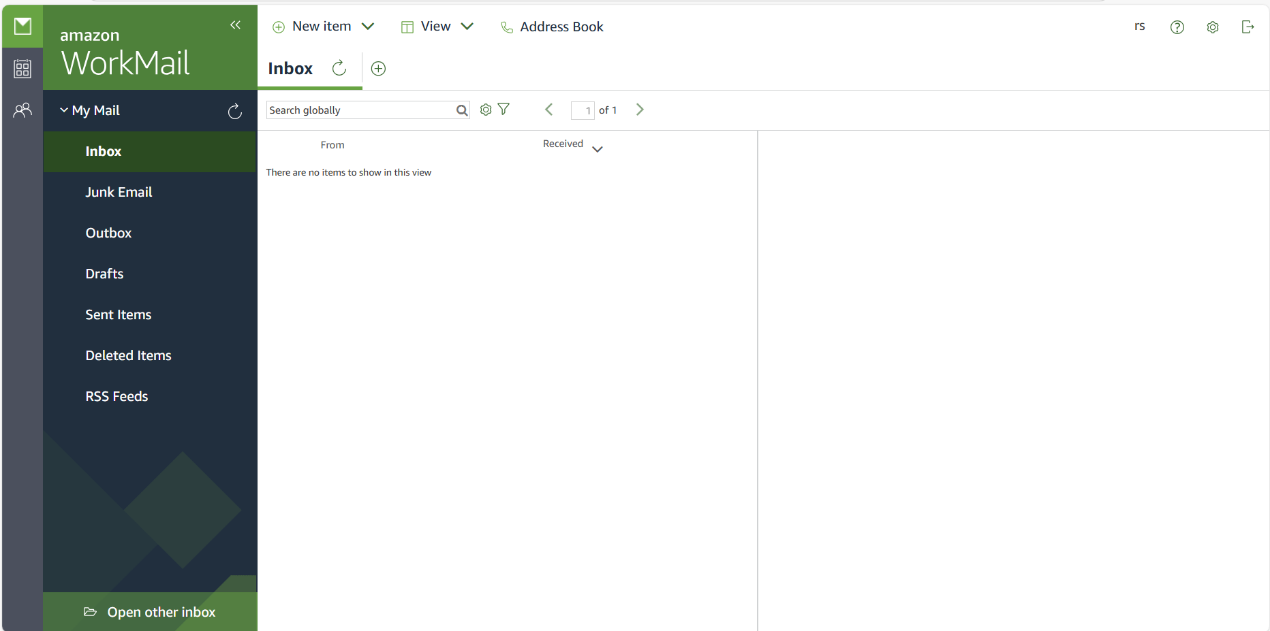 amazon
WorkMail
New item
View
Address Book
rs
Inbox
My Mail
Search globally
1 of 1
Inbox
From
Received
There are no items to show in this view
Junk Email
Outbox
Drafts
Sent Items
Deleted Items
RSS Feeds
Open other inbox